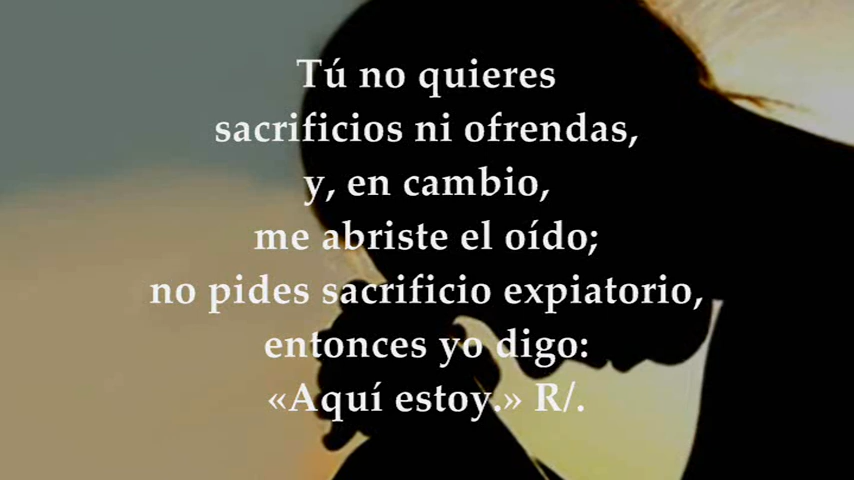 Tú no quieres
sacrificios ni ofrendas,
y, en cambio,
me abriste el oído;
no pides sacrificio expiatorio,
entonces yo digo:
«Aquí estoy.» R/.